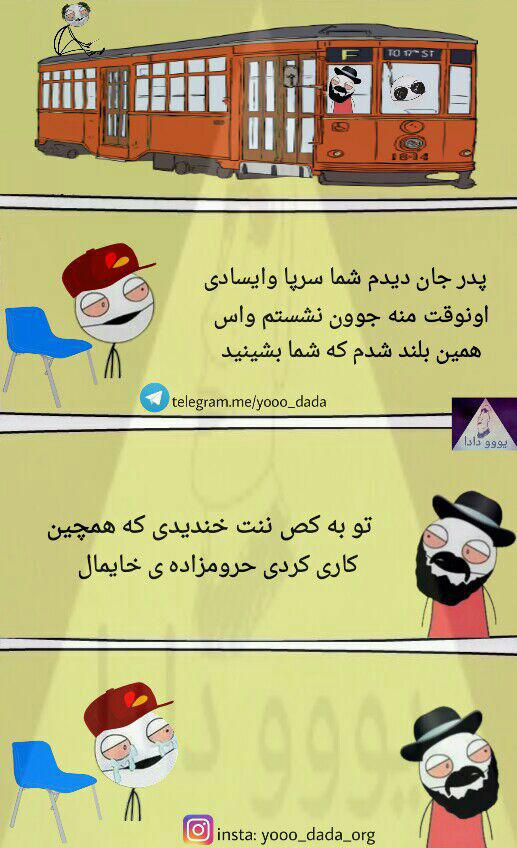 F
TO 17TH ST
1814
پدر جان دیدم شما سرپا وایسادی
اونوقت منه جوون نشستم واس
همین بلند شدم که شما بشینید
telegram.me/yooo_dada
یووو دادا
تو به کص ننت خندیدی که همچین
کاری کردی حرومزاده ی خایمال
یووو دادا
insta: yooo_dada_org